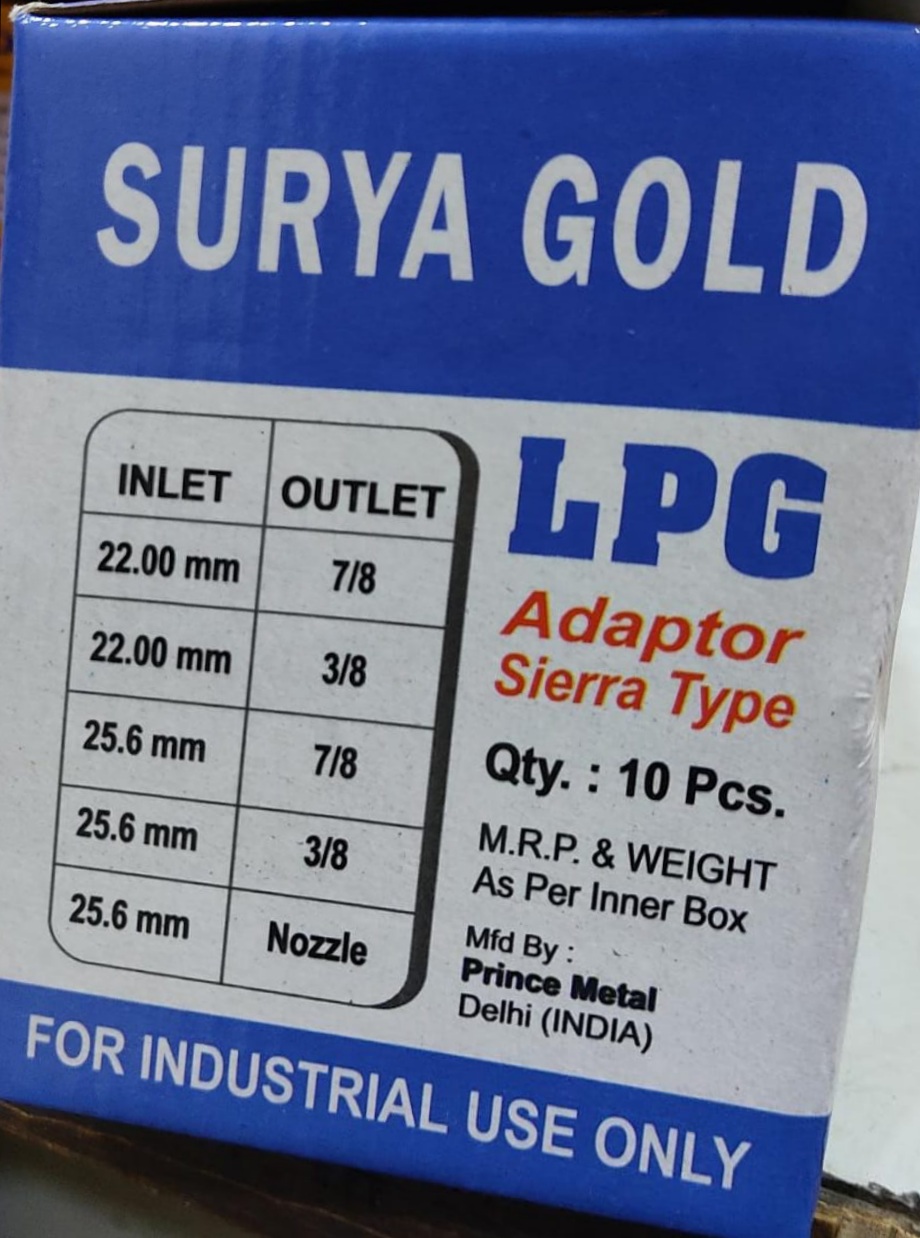 SURYA GOLD
INLET OUTLET
22.00 mm 7/8
22.00 mm 3/8
25.6 mm 7/8
25.6 mm 3/8
25.6 mm Nozzle
LPG
Adaptor
Sierra Type
Qty. : 10 Pcs.
M.R.P. & WEIGHT
As Per Inner Box
Mfd By :
Prince Metal
Delhi (INDIA)
FOR INDUSTRIAL USE ONLY